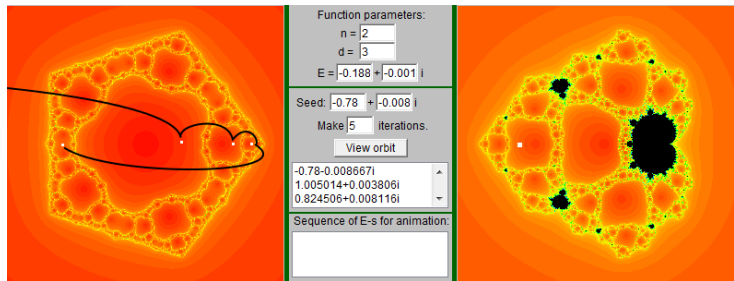 Function parameters:
n = 2
d = 3
E = -0.188 + -0.001 i
Seed: -0.78 + -0.008 i
Make 5 iterations.
View orbit
-0.78-0.008667i
1.005014+0.003806i
0.824506+0.008116i
Sequence of E-s for animation: